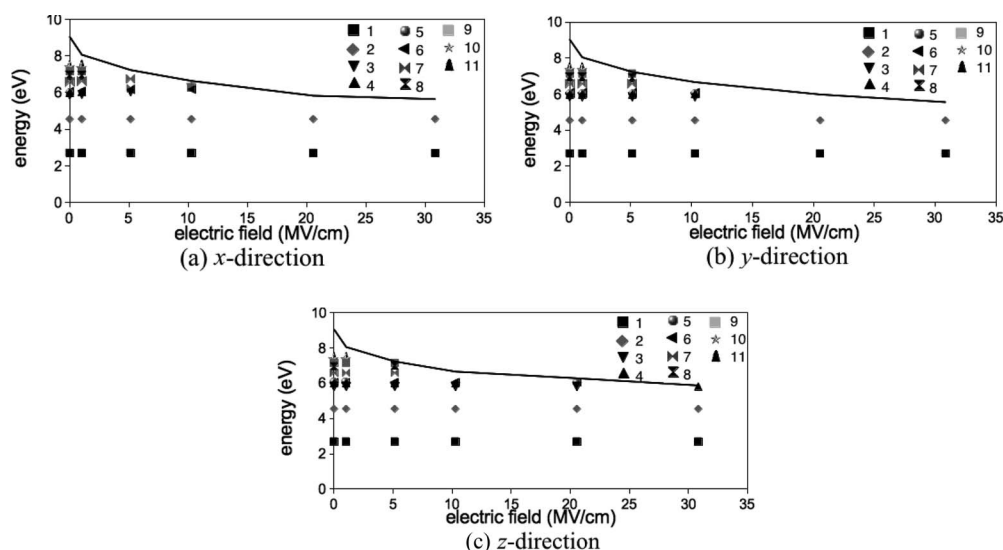 10
8
6
4
2
0
energy (eV)
1 5 9
2 6 10
3 7 11
4 8
0 5 10 15 20 25 30 35
electric field (MV/cm)
(a) x-direction
10
8
6
4
2
0
energy (eV)
1 5 9
2 6 10
3 7 11
4 8
0 5 10 15 20 25 30 35
electric field (MV/cm)
(b) y-direction
10
8
6
4
2
0
energy (eV)
1 5 9
2 6 10
3 7 11
4 8
0 5 10 15 20 25 30 35
electric field (MV/cm)
(c) z-direction